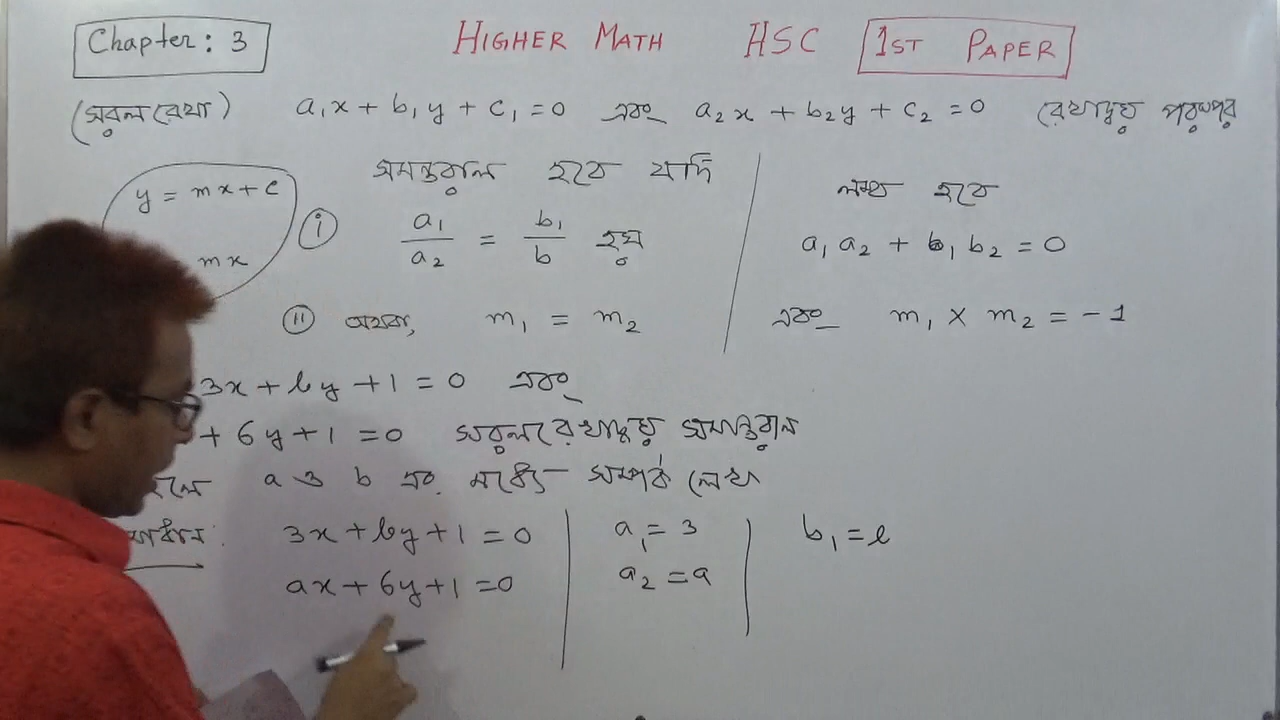 Chapter: 3
HIGHER MATH HSC 1ST PAPER
(সরল রেখা) a₁x + b₁y + c₁ = 0 এবং a₂x + b₂y + c₂ = 0 রেখাদ্বয় পরস্পর
y = mx + c
mx
সমান্তরাল হবে যদি
(i) a₁/a₂ = b₁/b হয়
(ii) অথবা, m₁ = m₂
লম্ব হবে
a₁a₂ + b₁b₂ = 0
এবং m₁ × m₂ = -1
3x + by + 1 = 0 এবং
+ 6y + 1 = 0 সরলরেখাদ্বয় সমান্তরাল
হলে a ও b এর মধ্যে সম্পর্ক লেখ
3x + by + 1 = 0
ax + 6y + 1 = 0
a₁ = 3
a₂ = a
b₁ = b